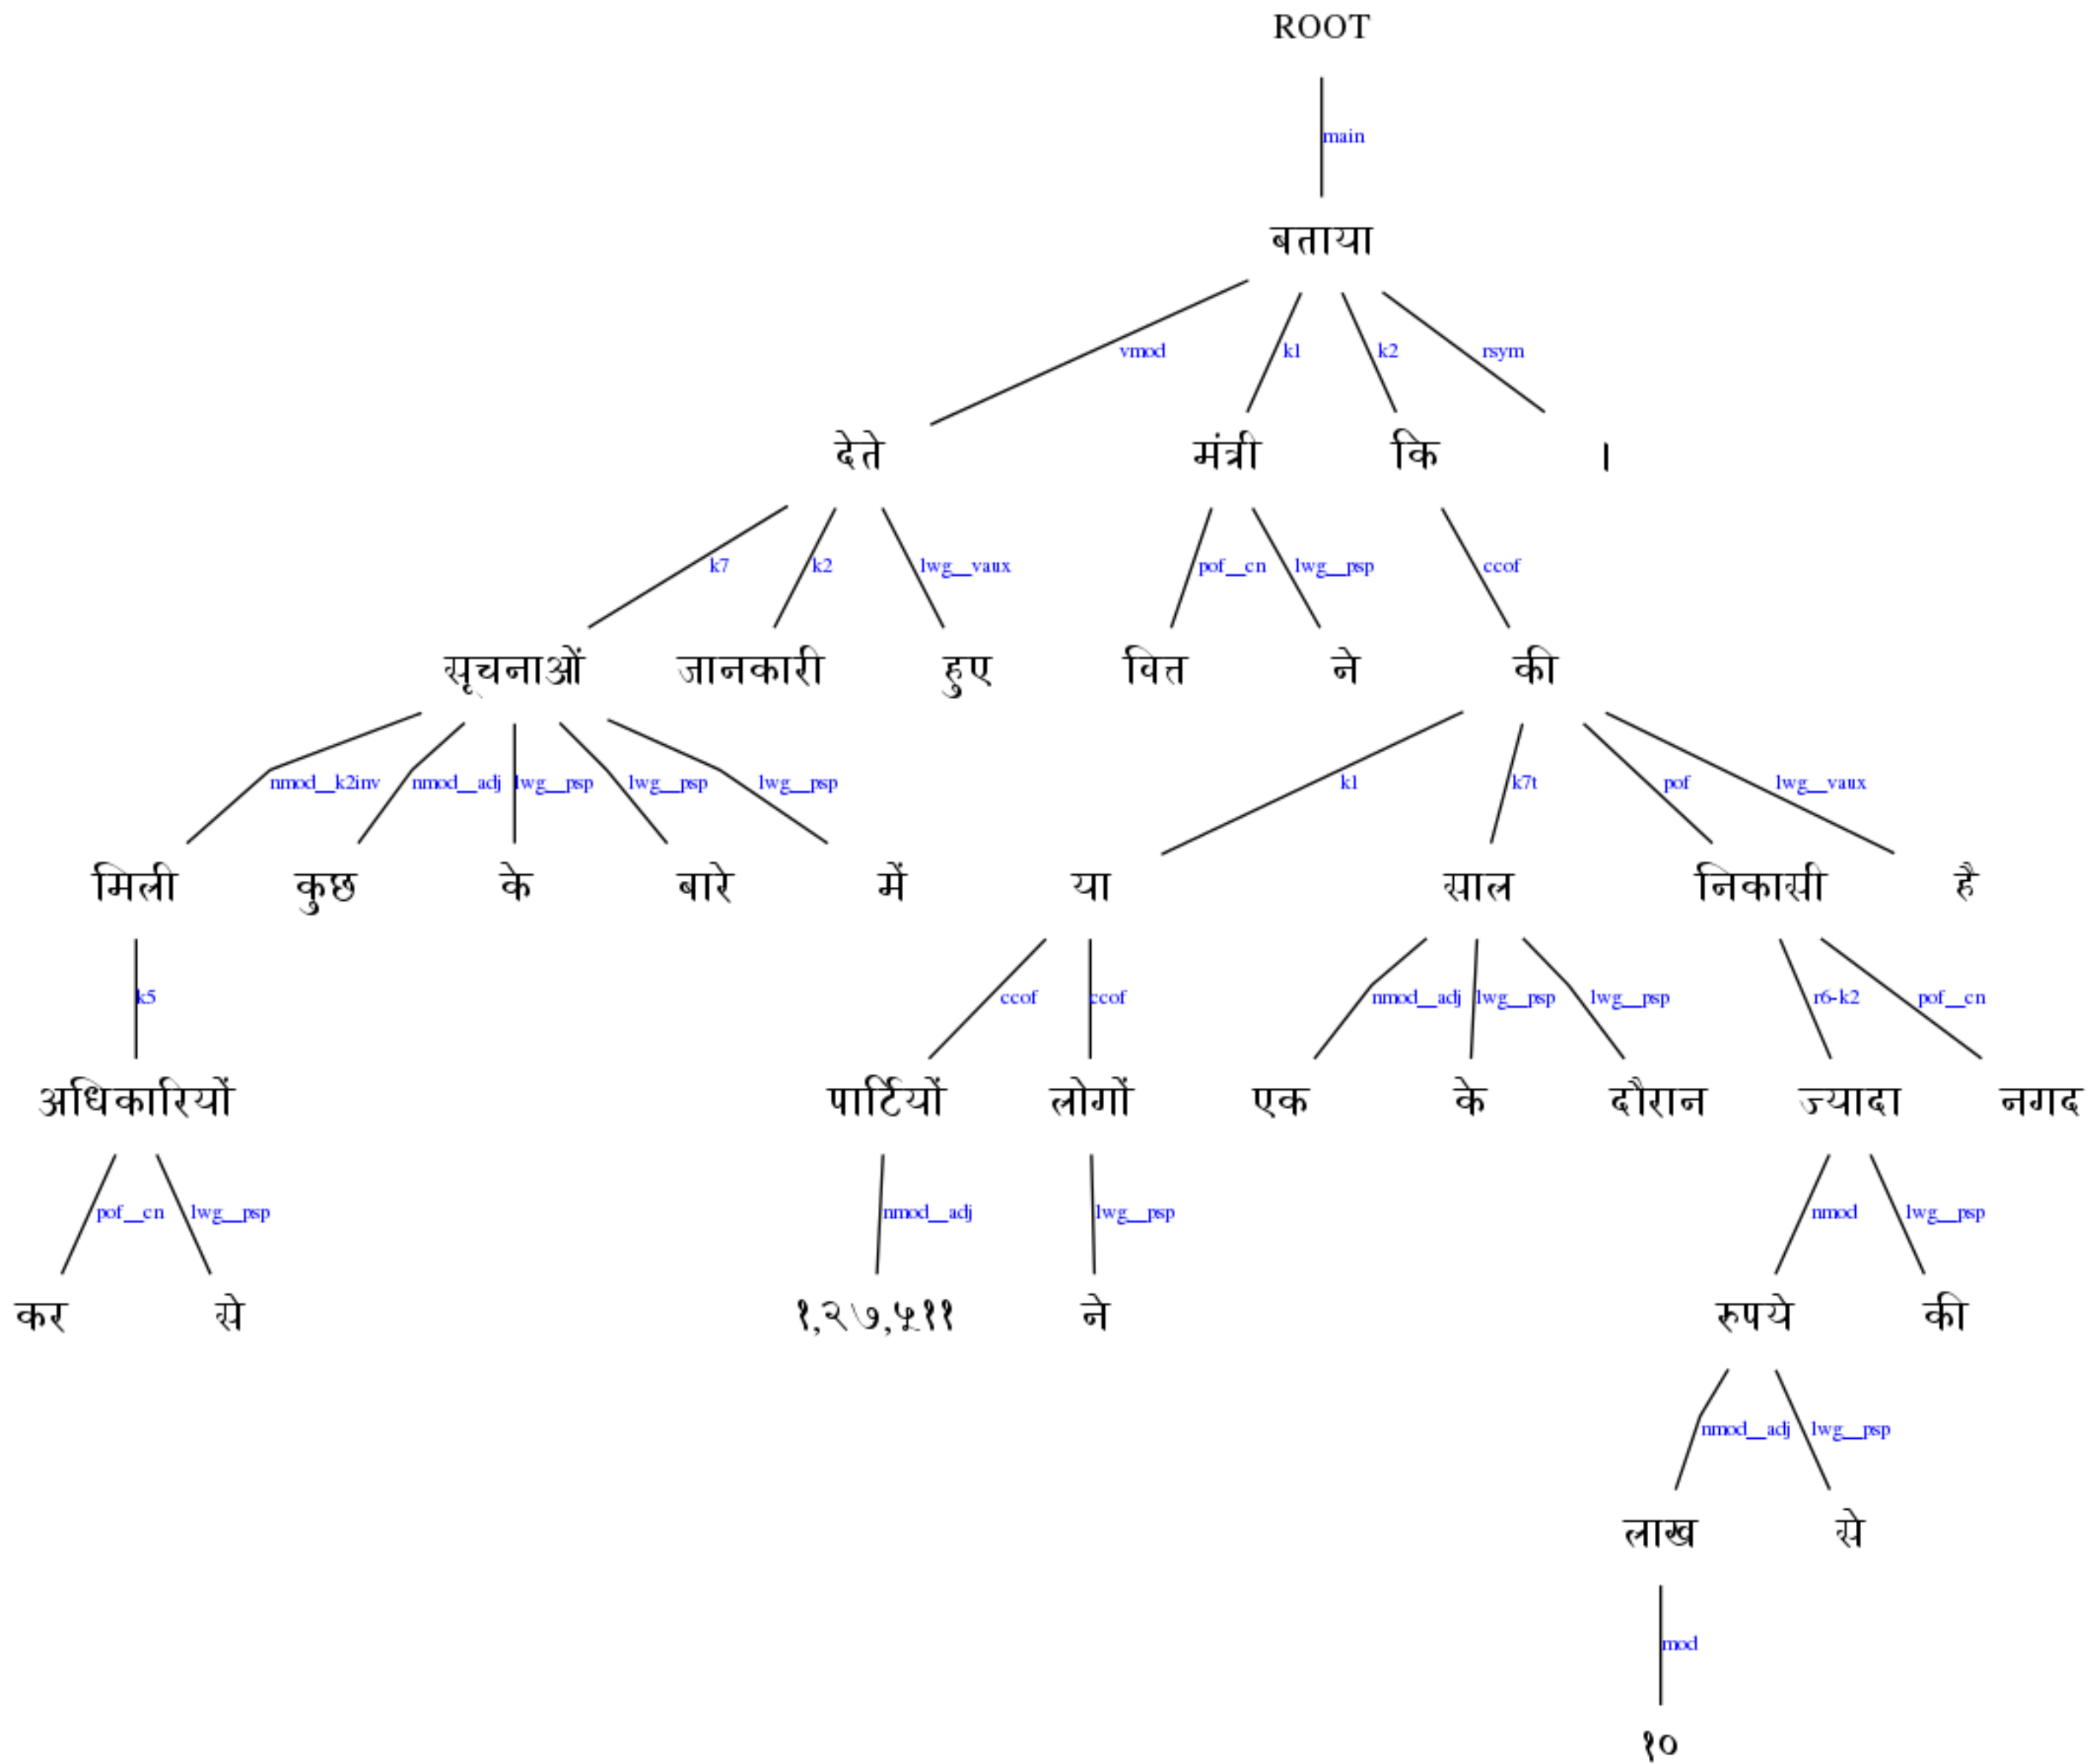 ROOT
main
बताया
vmod k1 k2 rsym
देते मंत्री कि ।
k7 k2 lwg__vaux pof__cn lwg__psp ccof
सूचनाओं जानकारी हुए वित्त ने की
nmod__k2inv nmod__adj lwg__psp lwg__psp lwg__psp k1 k7t pof lwg__vaux
मिली कुछ के बारे में या साल निकासी है
k5 ccof ccof nmod__adj lwg__psp lwg__psp r6-k2 pof__cn
अधिकारियों पार्टियों लोगों एक के दौरान ज्यादा नगद
pof__cn lwg__psp nmod__adj lwg__psp nmod lwg__psp
कर से १,२७,५११ ने रुपये की
nmod__adj lwg__psp
लाख से
mod
१०